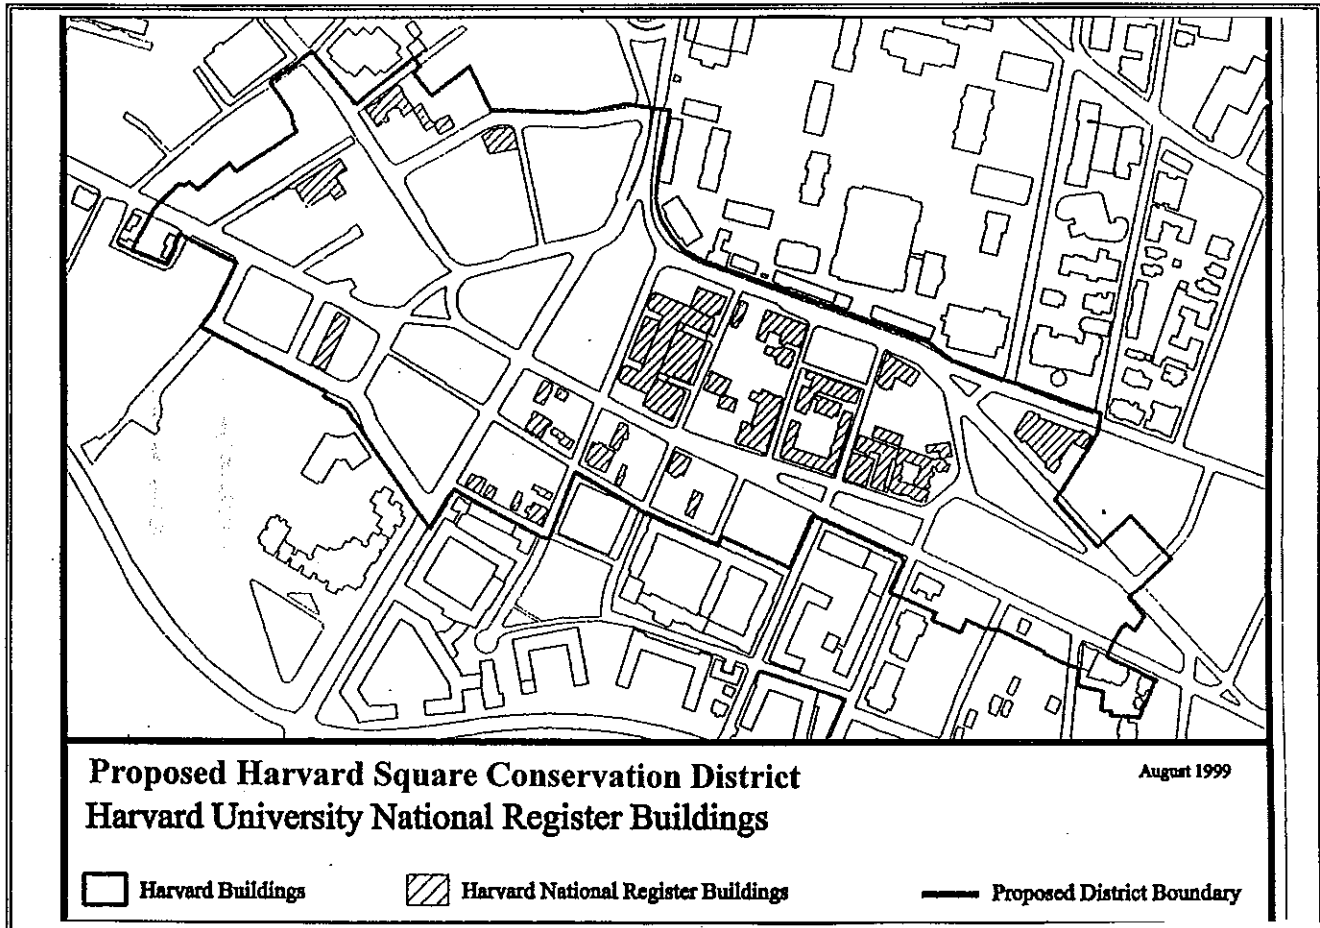 Proposed Harvard Square Conservation District
August 1999
Harvard University National Register Buildings
Harvard Buildings
Harvard National Register Buildings
Proposed District Boundary